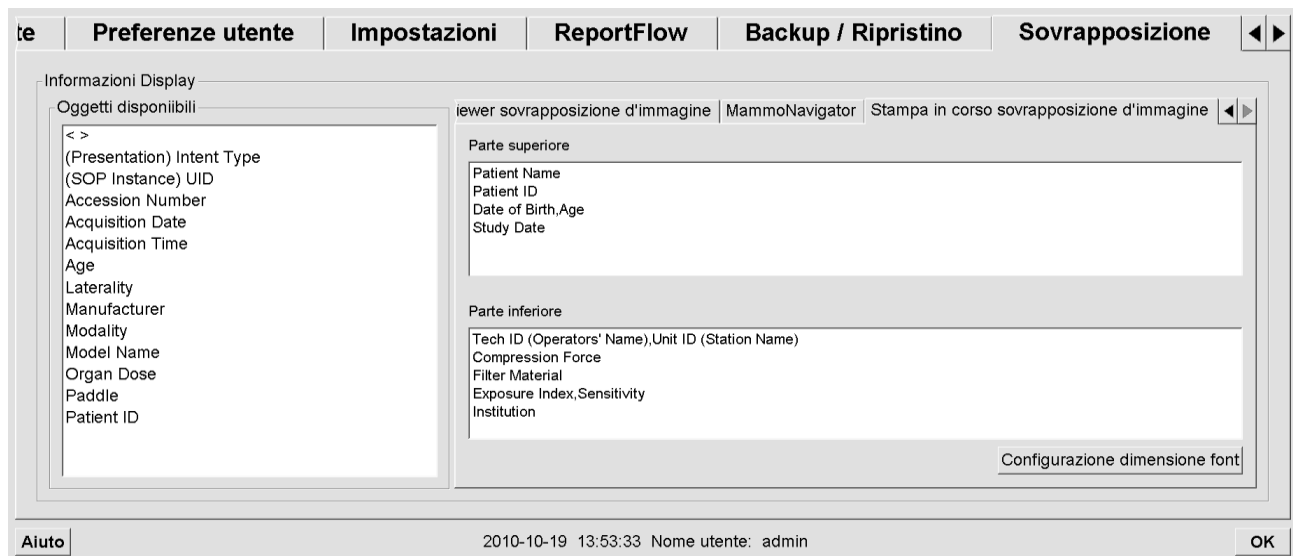 te Preferenze utente Impostazioni ReportFlow Backup / Ripristino Sovrapposizione
Informazioni Display
Oggetti disponiibili
< >
(Presentation) Intent Type
(SOP Instance) UID
Accession Number
Acquisition Date
Acquisition Time
Age
Laterality
Manufacturer
Modality
Model Name
Organ Dose
Paddle
Patient ID
iewer sovrapposizione d'immagine MammoNavigator Stampa in corso sovrapposizione d'immagine
Parte superiore
Patient Name
Patient ID
Date of Birth,Age
Study Date
Parte inferiore
Tech ID (Operators' Name),Unit ID (Station Name)
Compression Force
Filter Material
Exposure Index,Sensitivity
Institution
Configurazione dimensione font
Aiuto 2010-10-19 13:53:33 Nome utente: admin OK